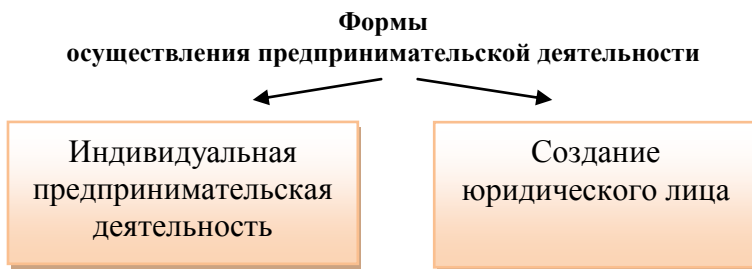 Формы
осуществления предпринимательской деятельности
Индивидуальная
предпринимательская
деятельность
Создание
юридического лица